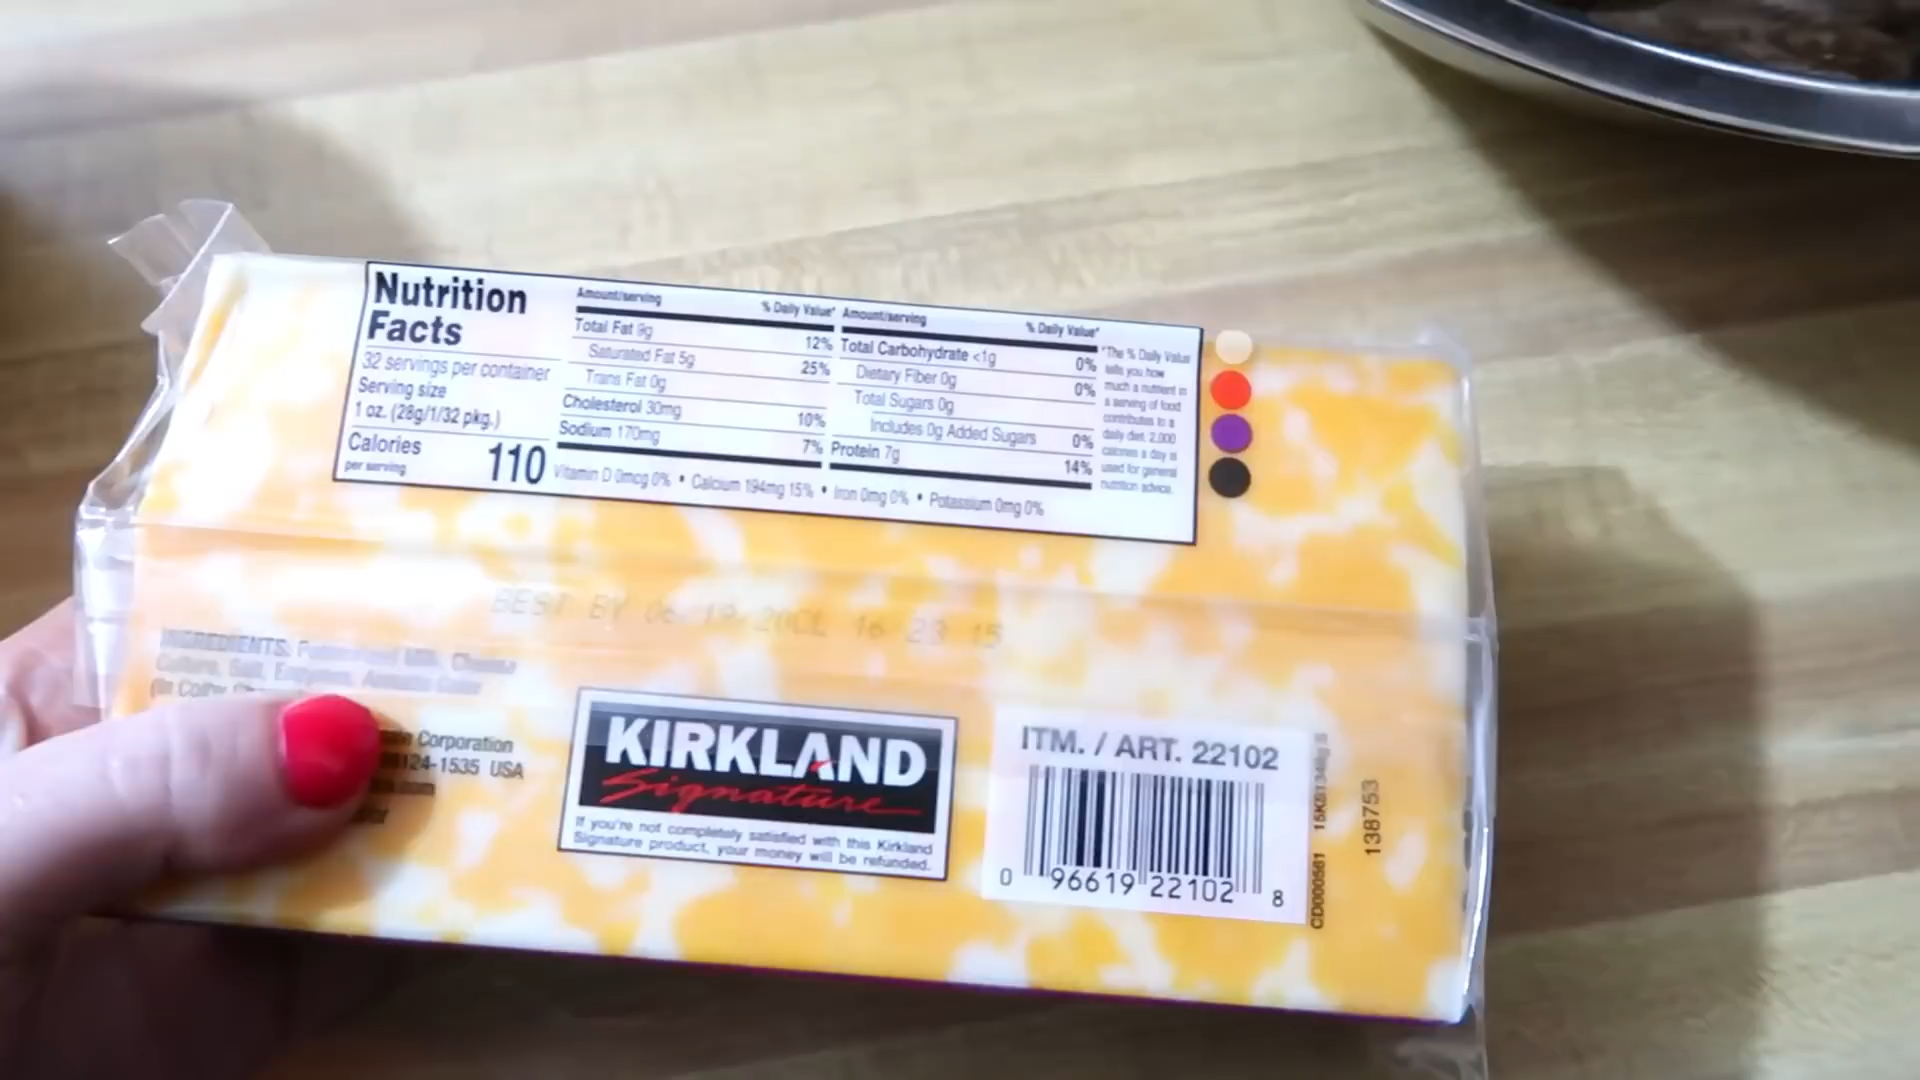 Nutrition
Facts
32 servings per container
Serving size
1 oz. (28g/1/32 pkg.)
Calories
per serving
110
Amount/serving % Daily Value*
Total Fat 9g 12%
Saturated Fat 5g 25%
Trans Fat 0g
Cholesterol 30mg 10%
Sodium 170mg 7%
Amount/serving % Daily Value*
Total Carbohydrate <1g 0%
Dietary Fiber 0g 0%
Total Sugars 0g
Includes 0g Added Sugars 0%
Protein 7g 14%
Vitamin D 0mcg 0% • Calcium 194mg 15% • Iron 0mg 0% • Potassium 0mg 0%
*The % Daily Value
tells you how
much a nutrient in
a serving of food
contributes to a
daily diet. 2,000
calories a day is
used for general
nutrition advice.
BEST BY 06 19 20CL 16 23 15
INGREDIENTS: Milk, Cheese
Culture, Salt, Enzymes, Annatto Color
Corporation
124-1535 USA
KIRKLAND
Signature
If you're not completely satisfied with this Kirkland
Signature product, your money will be refunded.
ITM. / ART. 22102
0 96619 22102 8
CD000561
138753